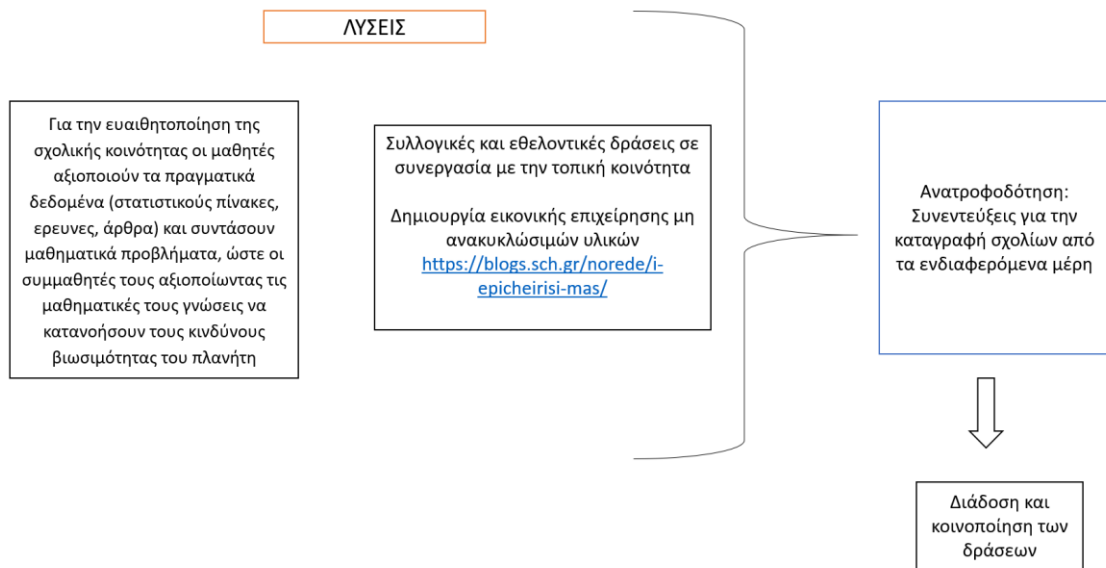 ΛΥΣΕΙΣ
Για την ευαιθητοποίηση της
σχολικής κοινότητας οι μαθητές
αξιοποιούν τα πραγματικά
δεδομένα (στατιστικούς πίνακες,
ερευνες, άρθρα) και συντάσουν
μαθηματικά προβλήματα, ώστε οι
συμμαθητές τους αξιοποίωντας τις
μαθηματικές τους γνώσεις να
κατανοήσουν τους κινδύνους
βιωσιμότητας του πλανήτη
Συλλογικές και εθελοντικές δράσεις σε
συνεργασία με την τοπική κοινότητα
Δημιουργία εικονικής επιχείρησης μη
ανακυκλώσιμών υλικών
https://blogs.sch.gr/norede/i-
epicheirisi-mas/
Ανατροφοδότηση:
Συνεντεύξεις για την
καταγραφή σχολίων από
τα ενδιαφερόμενα μέρη
Διάδοση και
κοινοποίηση των
δράσεων